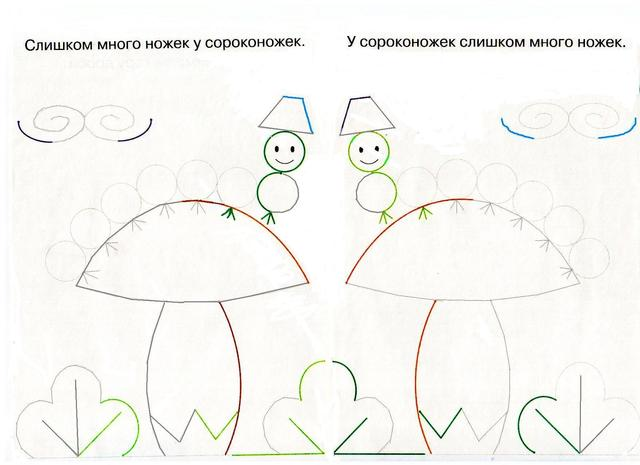 Слишком много ножек у сороконожек.
У сороконожек слишком много ножек.